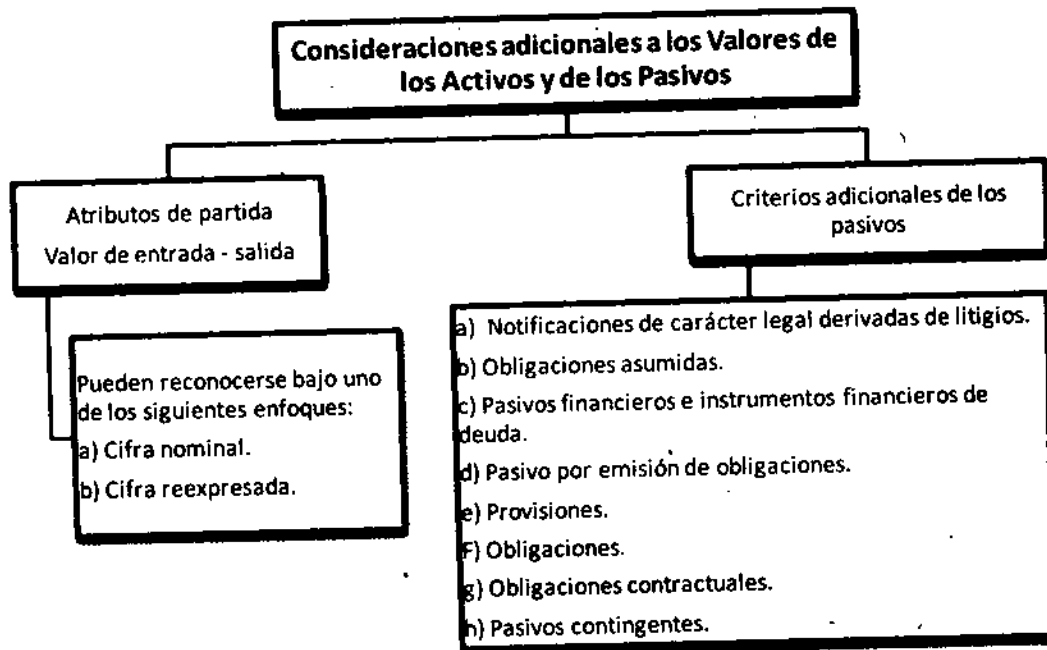 Consideraciones adicionales a los Valores de
los Activos y de los Pasivos
Atributos de partida
Valor de entrada - salida
Pueden reconocerse bajo uno
de los siguientes enfoques:
a) Cifra nominal.
b) Cifra reexpresada.
Criterios adicionales de los
pasivos
a) Notificaciones de carácter legal derivadas de litigios.
b) Obligaciones asumidas.
c) Pasivos financieros e instrumentos financieros de
deuda.
d) Pasivo por emisión de obligaciones.
e) Provisiones.
F) Obligaciones.
g) Obligaciones contractuales.
h) Pasivos contingentes.